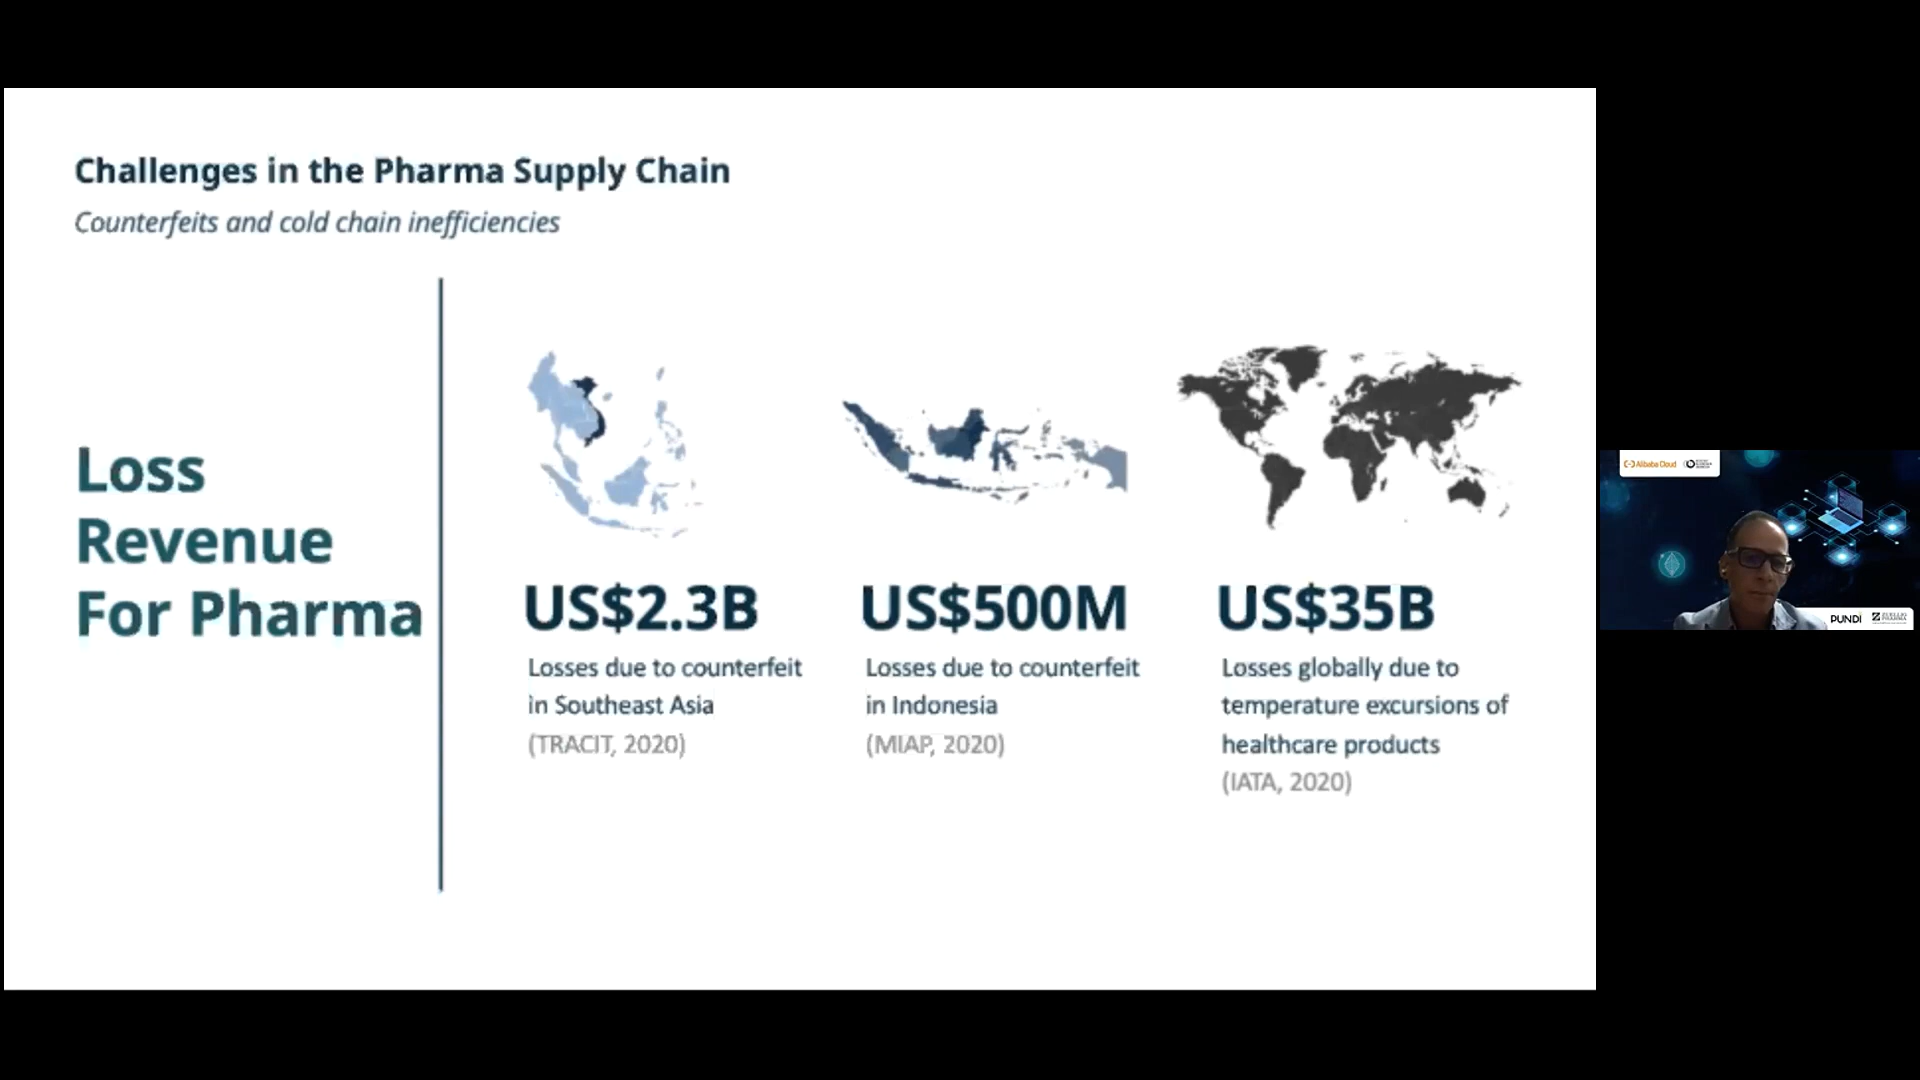 Challenges in the Pharma Supply Chain
Counterfeits and cold chain inefficiencies
Loss
Revenue
For Pharma
US$2.3B
Losses due to counterfeit
in Southeast Asia
(TRACIT, 2020)
US$500M
Losses due to counterfeit
in Indonesia
(MIAP, 2020)
US$35B
Losses globally due to
temperature excursions of
healthcare products
(IATA, 2020)
Alibaba Cloud
PUNDI